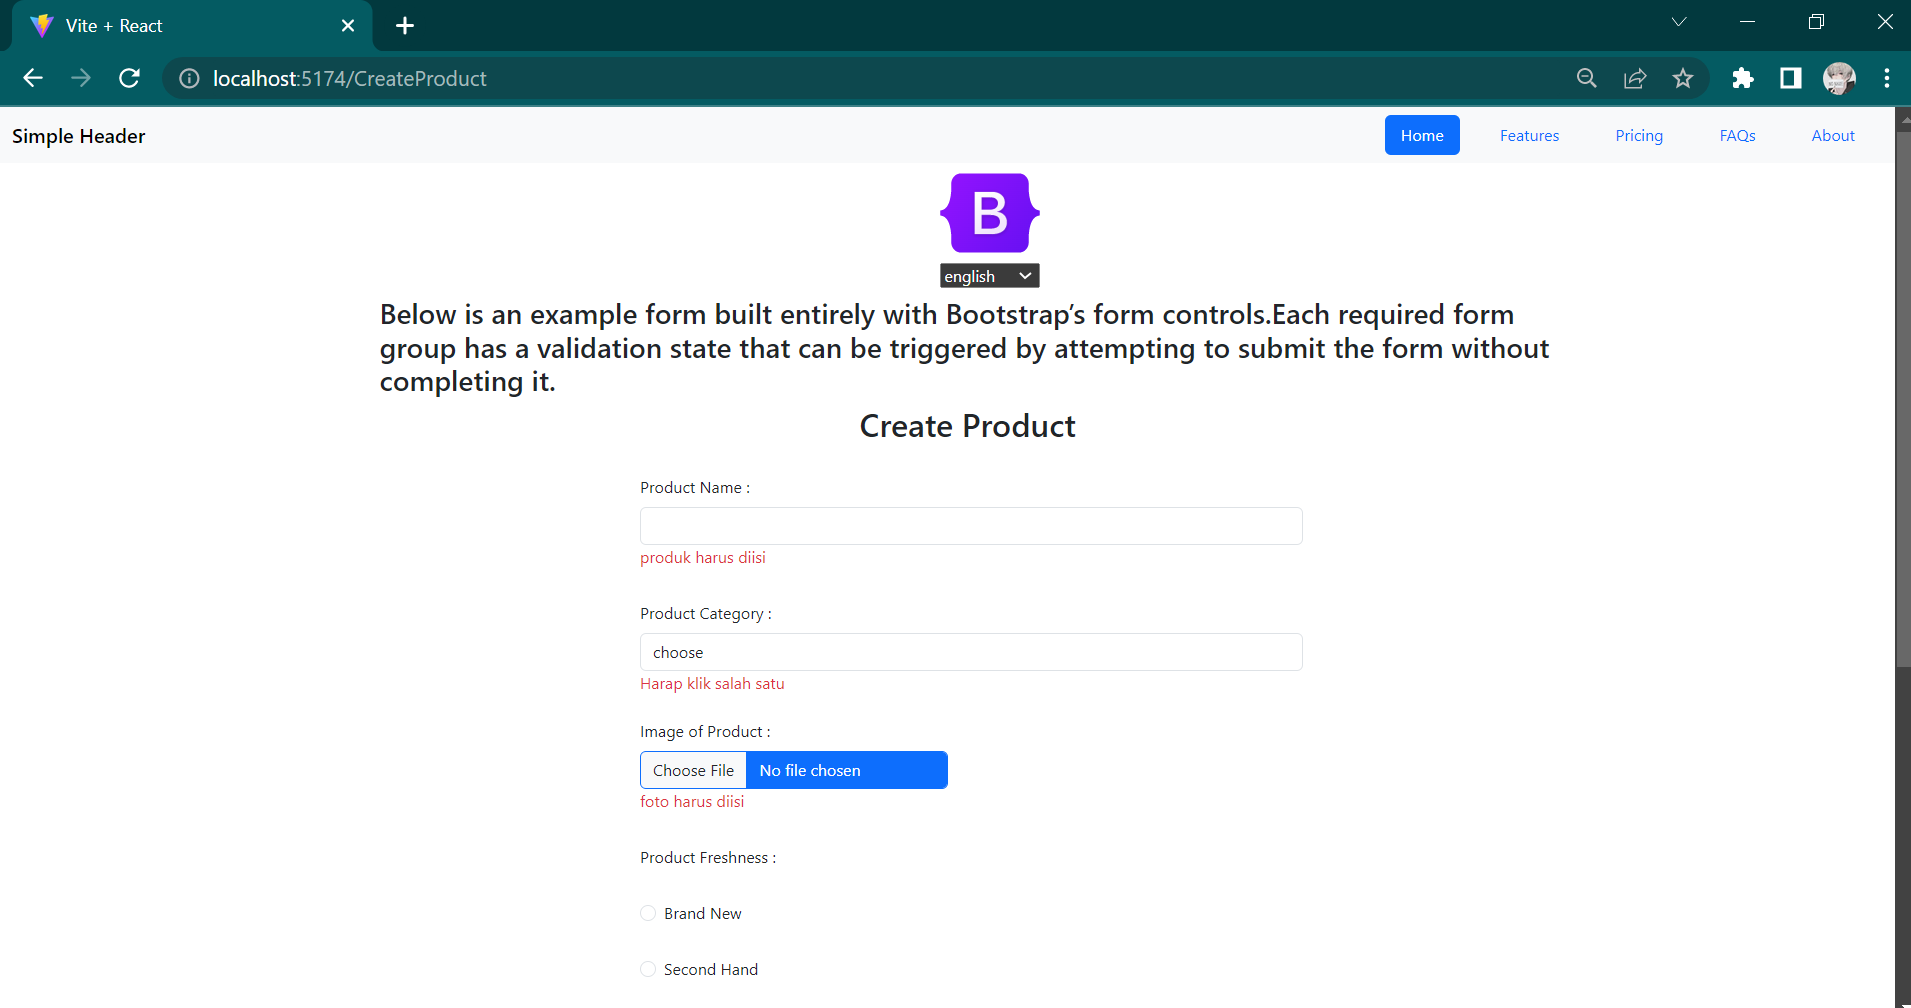 Vite + React
localhost:5174/CreateProduct
Simple Header
Home Features Pricing FAQs About
B
english
Below is an example form built entirely with Bootstrap’s form controls.Each required form
group has a validation state that can be triggered by attempting to submit the form without
completing it.
Create Product
Product Name :
produk harus diisi
Product Category :
choose
Harap klik salah satu
Image of Product :
Choose File No file chosen
foto harus diisi
Product Freshness :
Brand New
Second Hand